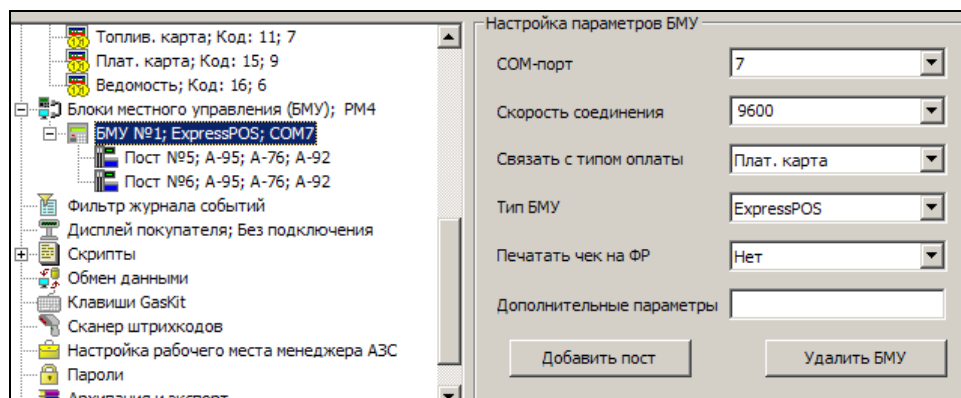 Топлив. карта; Код: 11; 7
Плат. карта; Код: 15; 9
Ведомость; Код: 16; 6
Блоки местного управления (БМУ); РМ4
БМУ №1; ExpressPOS; COM7
Пост №5; А-95; А-76; А-92
Пост №6; А-95; А-76; А-92
Фильтр журнала событий
Дисплей покупателя; Без подключения
Скрипты
Обмен данными
Клавиши GasKit
Сканер штрихкодов
Настройка рабочего места менеджера АЗС
Пароли
Архивация и экспорт
Настройка параметров БМУ
COM-порт 7
Скорость соединения 9600
Связать с типом оплаты Плат. карта
Тип БМУ ExpressPOS
Печатать чек на ФР Нет
Дополнительные параметры
Добавить пост Удалить БМУ